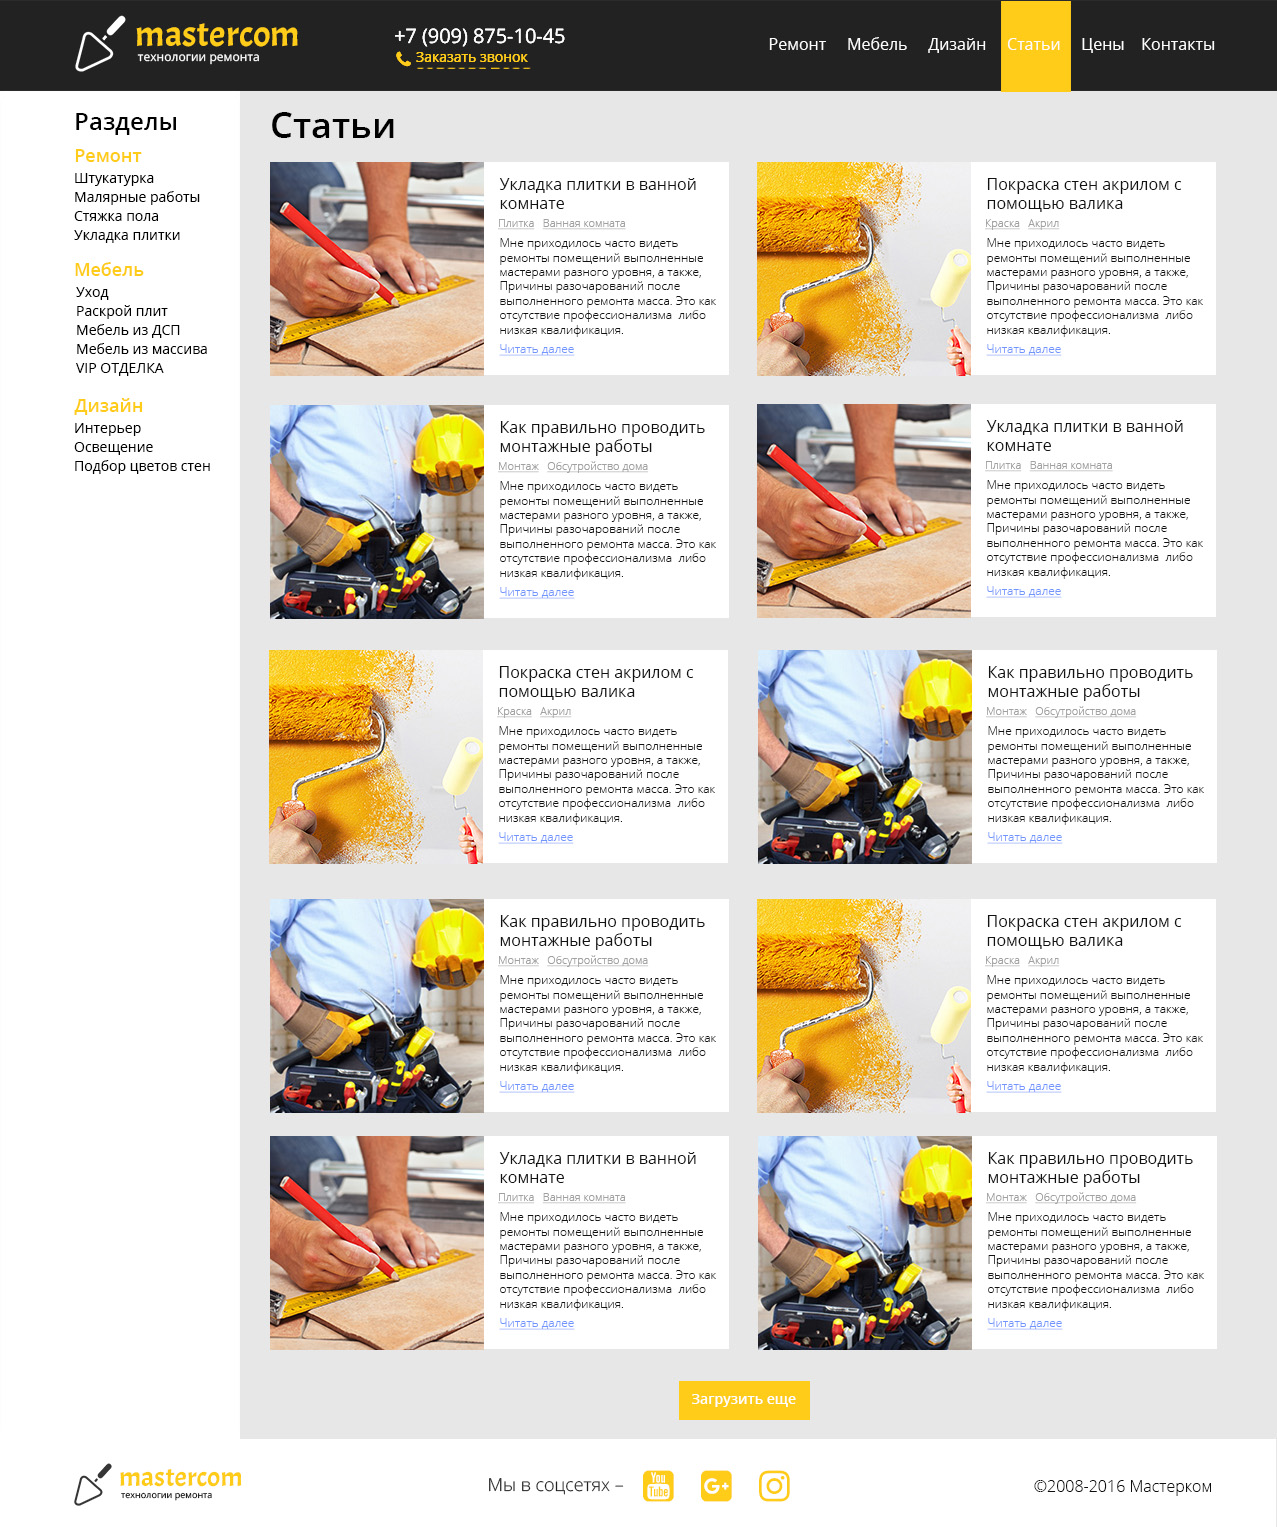 mastercom
технологии ремонта
+7 (909) 875-10-45
Заказать звонок
Ремонт Мебель Дизайн Статьи Цены Контакты
Разделы
Ремонт
Штукатурка
Малярные работы
Стяжка пола
Укладка плитки
Мебель
Уход
Раскрой плит
Мебель из ДСП
Мебель из массива
VIP ОТДЕЛКА
Дизайн
Интерьер
Освещение
Подбор цветов стен
Статьи
Укладка плитки в ванной
комнате
Плитка Ванная комната
Мне приходилось часто видеть
ремонты помещений выполненные
мастерами разного уровня, а также,
Причины разочарований после
выполненного ремонта масса. Это как
отсутствие профессионализма либо
низкая квалификация.
Читать далее
Покраска стен акрилом с
помощью валика
Краска Акрил
Мне приходилось часто видеть
ремонты помещений выполненные
мастерами разного уровня, а также,
Причины разочарований после
выполненного ремонта масса. Это как
отсутствие профессионализма либо
низкая квалификация.
Читать далее
Как правильно проводить
монтажные работы
Монтаж Обсутройство дома
Мне приходилось часто видеть
ремонты помещений выполненные
мастерами разного уровня, а также,
Причины разочарований после
выполненного ремонта масса. Это как
отсутствие профессионализма либо
низкая квалификация.
Читать далее
Укладка плитки в ванной
комнате
Плитка Ванная комната
Мне приходилось часто видеть
ремонты помещений выполненные
мастерами разного уровня, а также,
Причины разочарований после
выполненного ремонта масса. Это как
отсутствие профессионализма либо
низкая квалификация.
Читать далее
Покраска стен акрилом с
помощью валика
Краска Акрил
Мне приходилось часто видеть
ремонты помещений выполненные
мастерами разного уровня, а также,
Причины разочарований после
выполненного ремонта масса. Это как
отсутствие профессионализма либо
низкая квалификация.
Читать далее
Как правильно проводить
монтажные работы
Монтаж Обсутройство дома
Мне приходилось часто видеть
ремонты помещений выполненные
мастерами разного уровня, а также,
Причины разочарований после
выполненного ремонта масса. Это как
отсутствие профессионализма либо
низкая квалификация.
Читать далее
Как правильно проводить
монтажные работы
Монтаж Обсутройство дома
Мне приходилось часто видеть
ремонты помещений выполненные
мастерами разного уровня, а также,
Причины разочарований после
выполненного ремонта масса. Это как
отсутствие профессионализма либо
низкая квалификация.
Читать далее
Покраска стен акрилом с
помощью валика
Краска Акрил
Мне приходилось часто видеть
ремонты помещений выполненные
мастерами разного уровня, а также,
Причины разочарований после
выполненного ремонта масса. Это как
отсутствие профессионализма либо
низкая квалификация.
Читать далее
Укладка плитки в ванной
комнате
Плитка Ванная комната
Мне приходилось часто видеть
ремонты помещений выполненные
мастерами разного уровня, а также,
Причины разочарований после
выполненного ремонта масса. Это как
отсутствие профессионализма либо
низкая квалификация.
Читать далее
Как правильно проводить
монтажные работы
Монтаж Обсутройство дома
Мне приходилось часто видеть
ремонты помещений выполненные
мастерами разного уровня, а также,
Причины разочарований после
выполненного ремонта масса. Это как
отсутствие профессионализма либо
низкая квалификация.
Читать далее
Загрузить еще
mastercom
технологии ремонта
Мы в соцсетях –
You
Tube
G+
©2008-2016 Мастерком